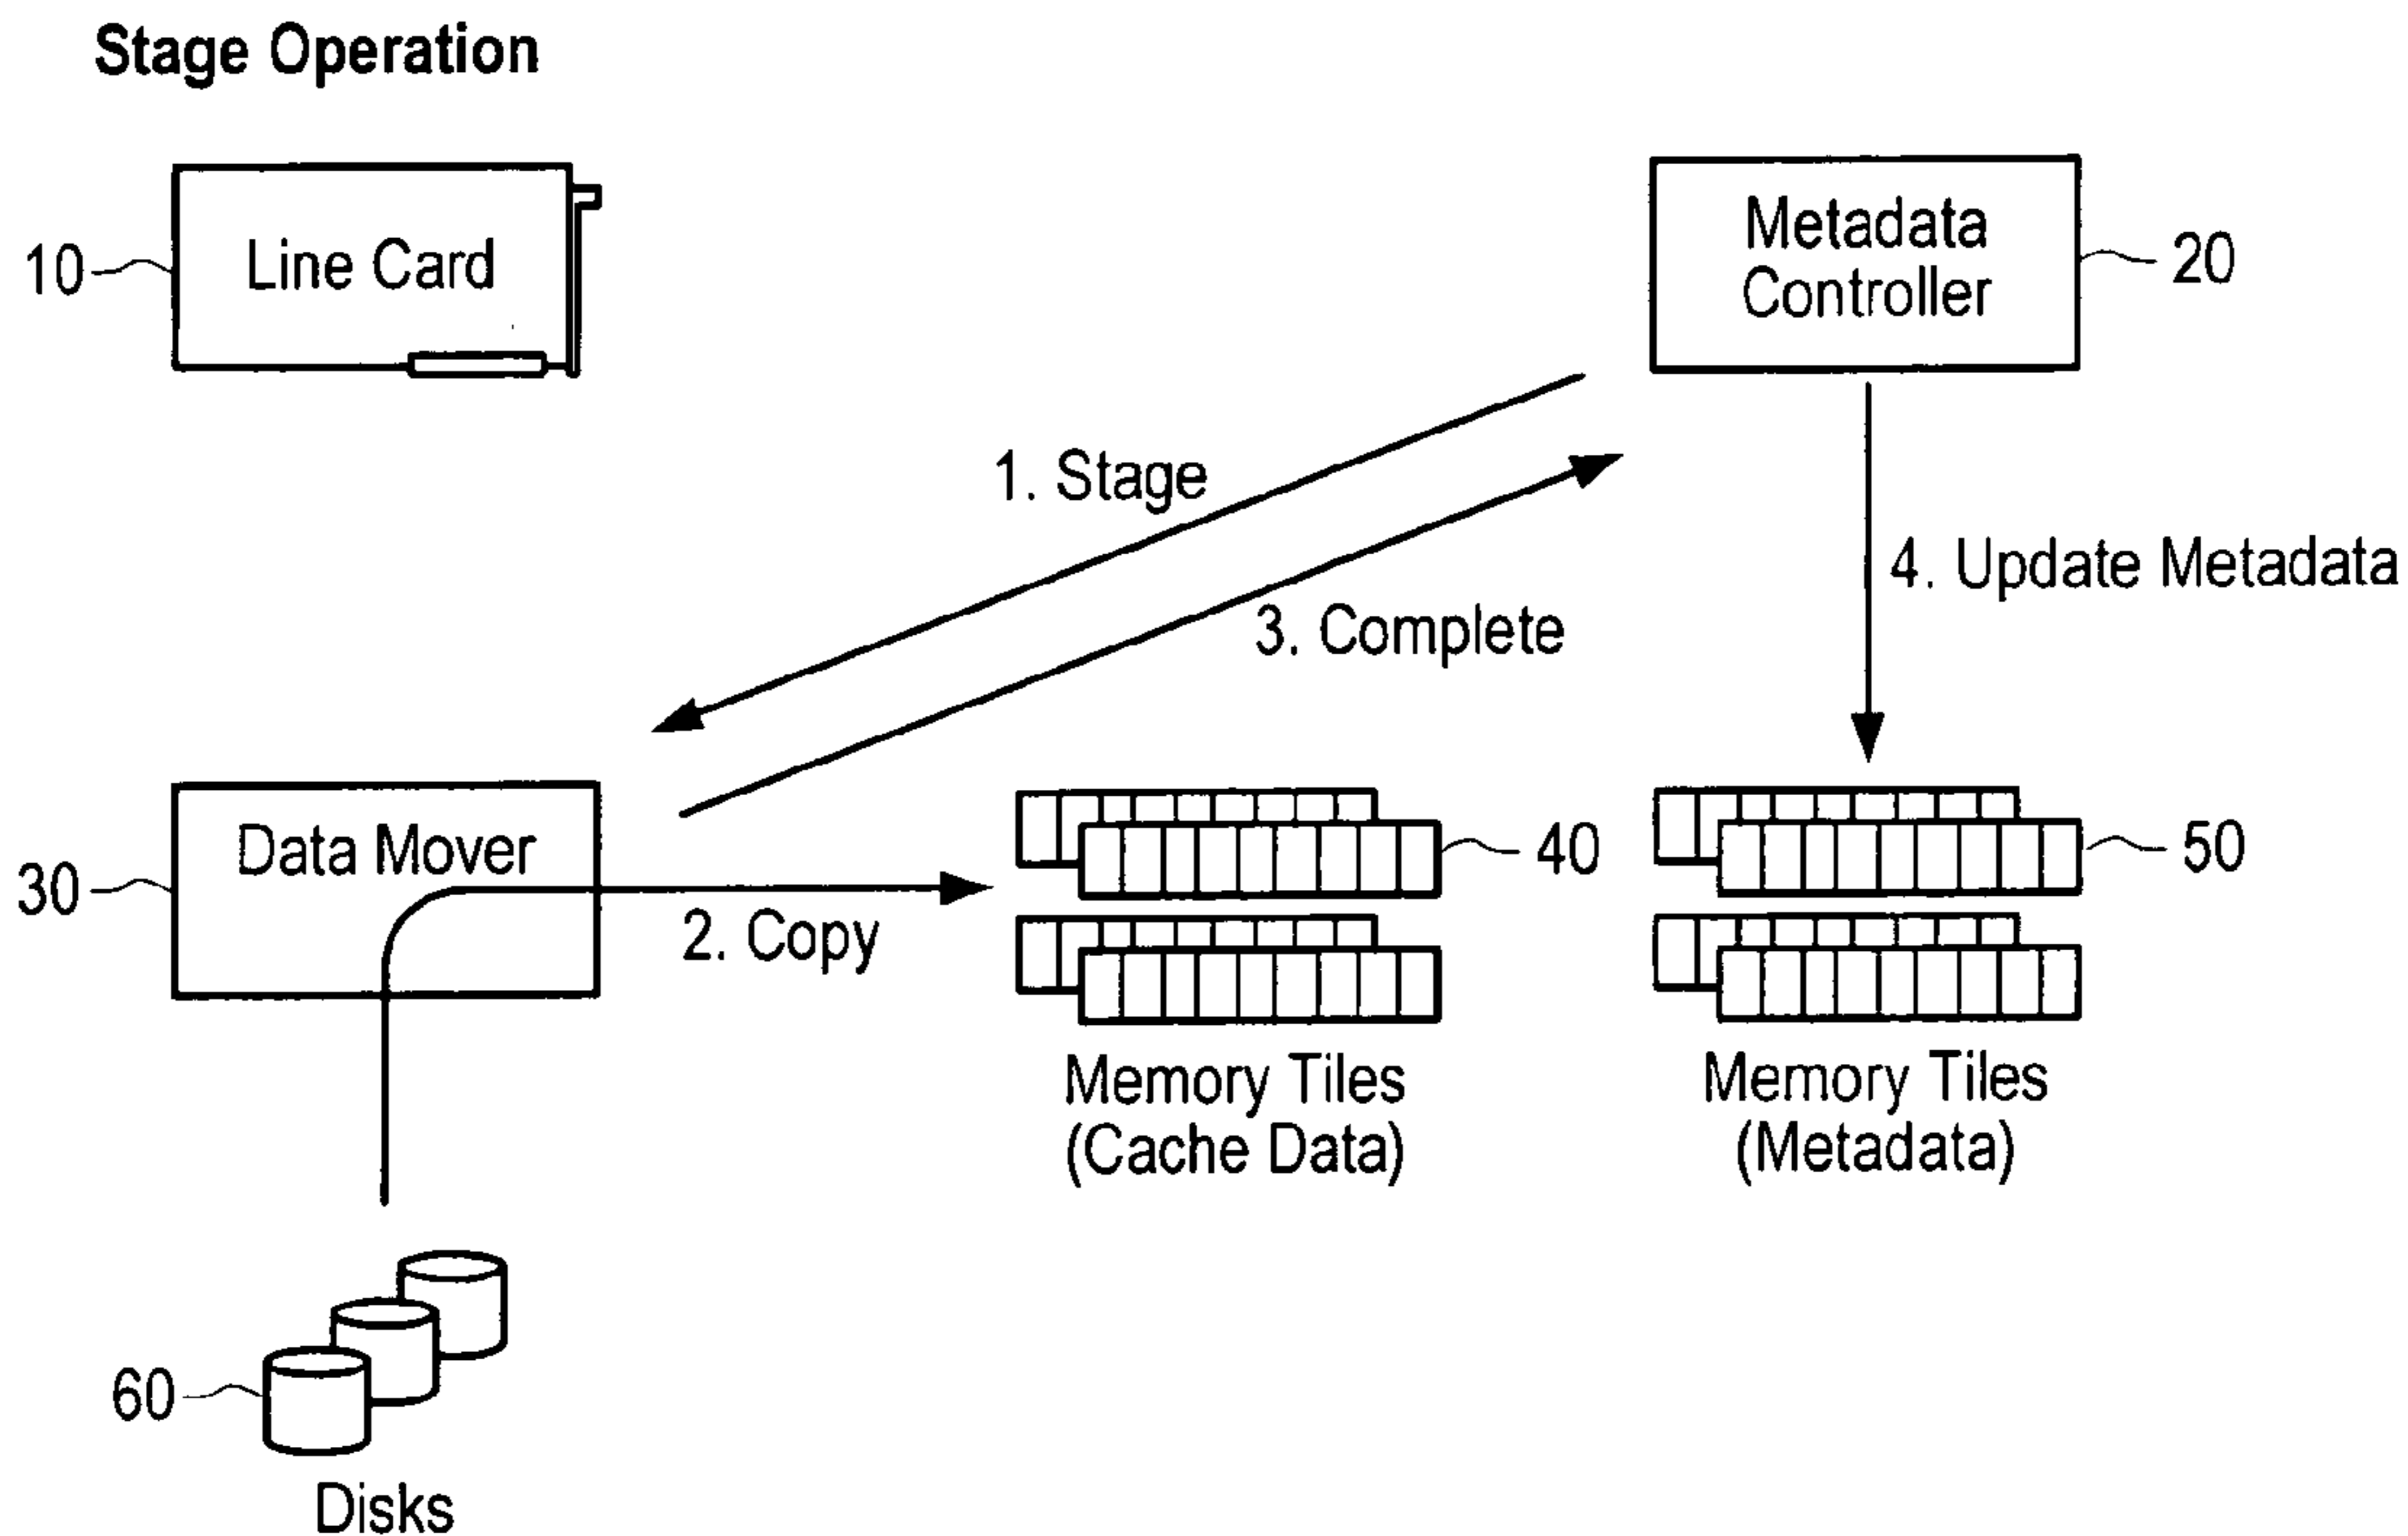 Stage Operation
10
Line Card
Metadata
Controller
20
1. Stage
3. Complete
4. Update Metadata
30
Data Mover
2. Copy
40
50
Memory Tiles
(Cache Data)
Memory Tiles
(Metadata)
60
Disks